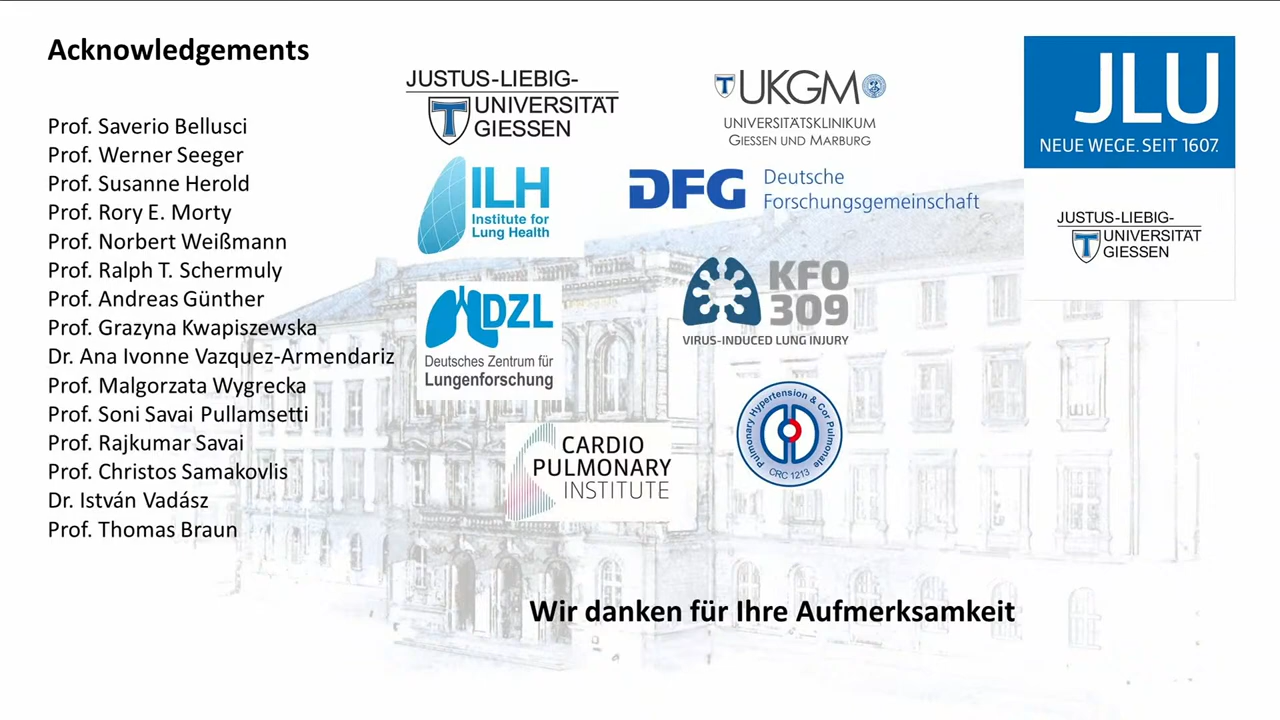 Acknowledgements
Prof. Saverio Bellusci
Prof. Werner Seeger
Prof. Susanne Herold
Prof. Rory E. Morty
Prof. Norbert Weißmann
Prof. Ralph T. Schermuly
Prof. Andreas Günther
Prof. Grazyna Kwapiszewska
Dr. Ana Ivonne Vazquez-Armendariz
Prof. Malgorzata Wygrecka
Prof. Soni Savai Pullamsetti
Prof. Rajkumar Savai
Prof. Christos Samakovlis
Dr. István Vadász
Prof. Thomas Braun
JUSTUS-LIEBIG-
UNIVERSITÄT
GIESSEN
UKGM
UNIVERSITÄTSKLINIKUM
GIESSEN UND MARBURG
ILH
Institute for
Lung Health
DFG
Deutsche
Forschungsgemeinschaft
DZL
Deutsches Zentrum für
Lungenforschung
KFO
309
VIRUS-INDUCED LUNG INJURY
CARDIO
PULMONARY
INSTITUTE
Pulmonary Hypertension & Cor Pulmonale
CRC 1213
JLU
NEUE WEGE. SEIT 1607.
JUSTUS-LIEBIG-
UNIVERSITÄT
GIESSEN
Wir danken für Ihre Aufmerksamkeit